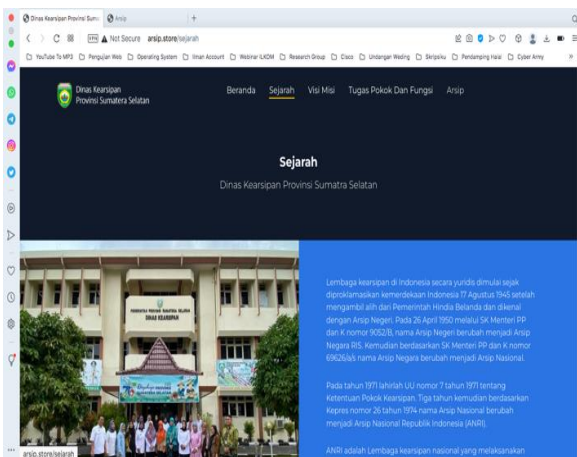 Dinas Kearsipan Provinsi Suma
Arsip
Not Secure arsip.store/sejarah
YouTube To MP3 Pengujian Web Operating System Iman Account Webinar ILKOM Research Group Cisco Undangan Weding Skripsiku Pendamping Halal Cyber Army
Dinas Kearsipan
Provinsi Sumatera Selatan
Beranda Sejarah Visi Misi Tugas Pokok Dan Fungsi Arsip
Sejarah
Dinas Kearsipan Provinsi Sumatra Selatan
PEMERINTAH PROVINSI SUMATERA SELATAN
DINAS KEARSIPAN
Lembaga kearsipan di Indonesia secara yuridis dimulai sejak
diproklamasikan kemerdekaan Indonesia 17 Agustus 1945 setelah
mengambil alih dari Pemerintah Hindia Belanda dan dikenal
dengan Arsip Negeri. Pada 26 April 1950 melalui SK Menteri PP
dan K nomor 9052/B, nama Arsip Negeri berubah menjadi Arsip
Negara RIS. Kemudian berdasarkan SK Menteri PP dan K nomor
69626/a/s nama Arsip Negara berubah menjadi Arsip Nasional.
Pada tahun 1971 lahirlah UU nomor 7 tahun 1971 tentang
Ketentuan Pokok Kearsipan. Tiga tahun kemudian berdasarkan
Kepres nomor 26 tahun 1974 nama Arsip Nasional berubah
menjadi Arsip Nasional Republik Indonesia (ANRI).
ANRI adalah Lembaga kearsipan nasional yang melaksanakan
arsip.store/sejarah